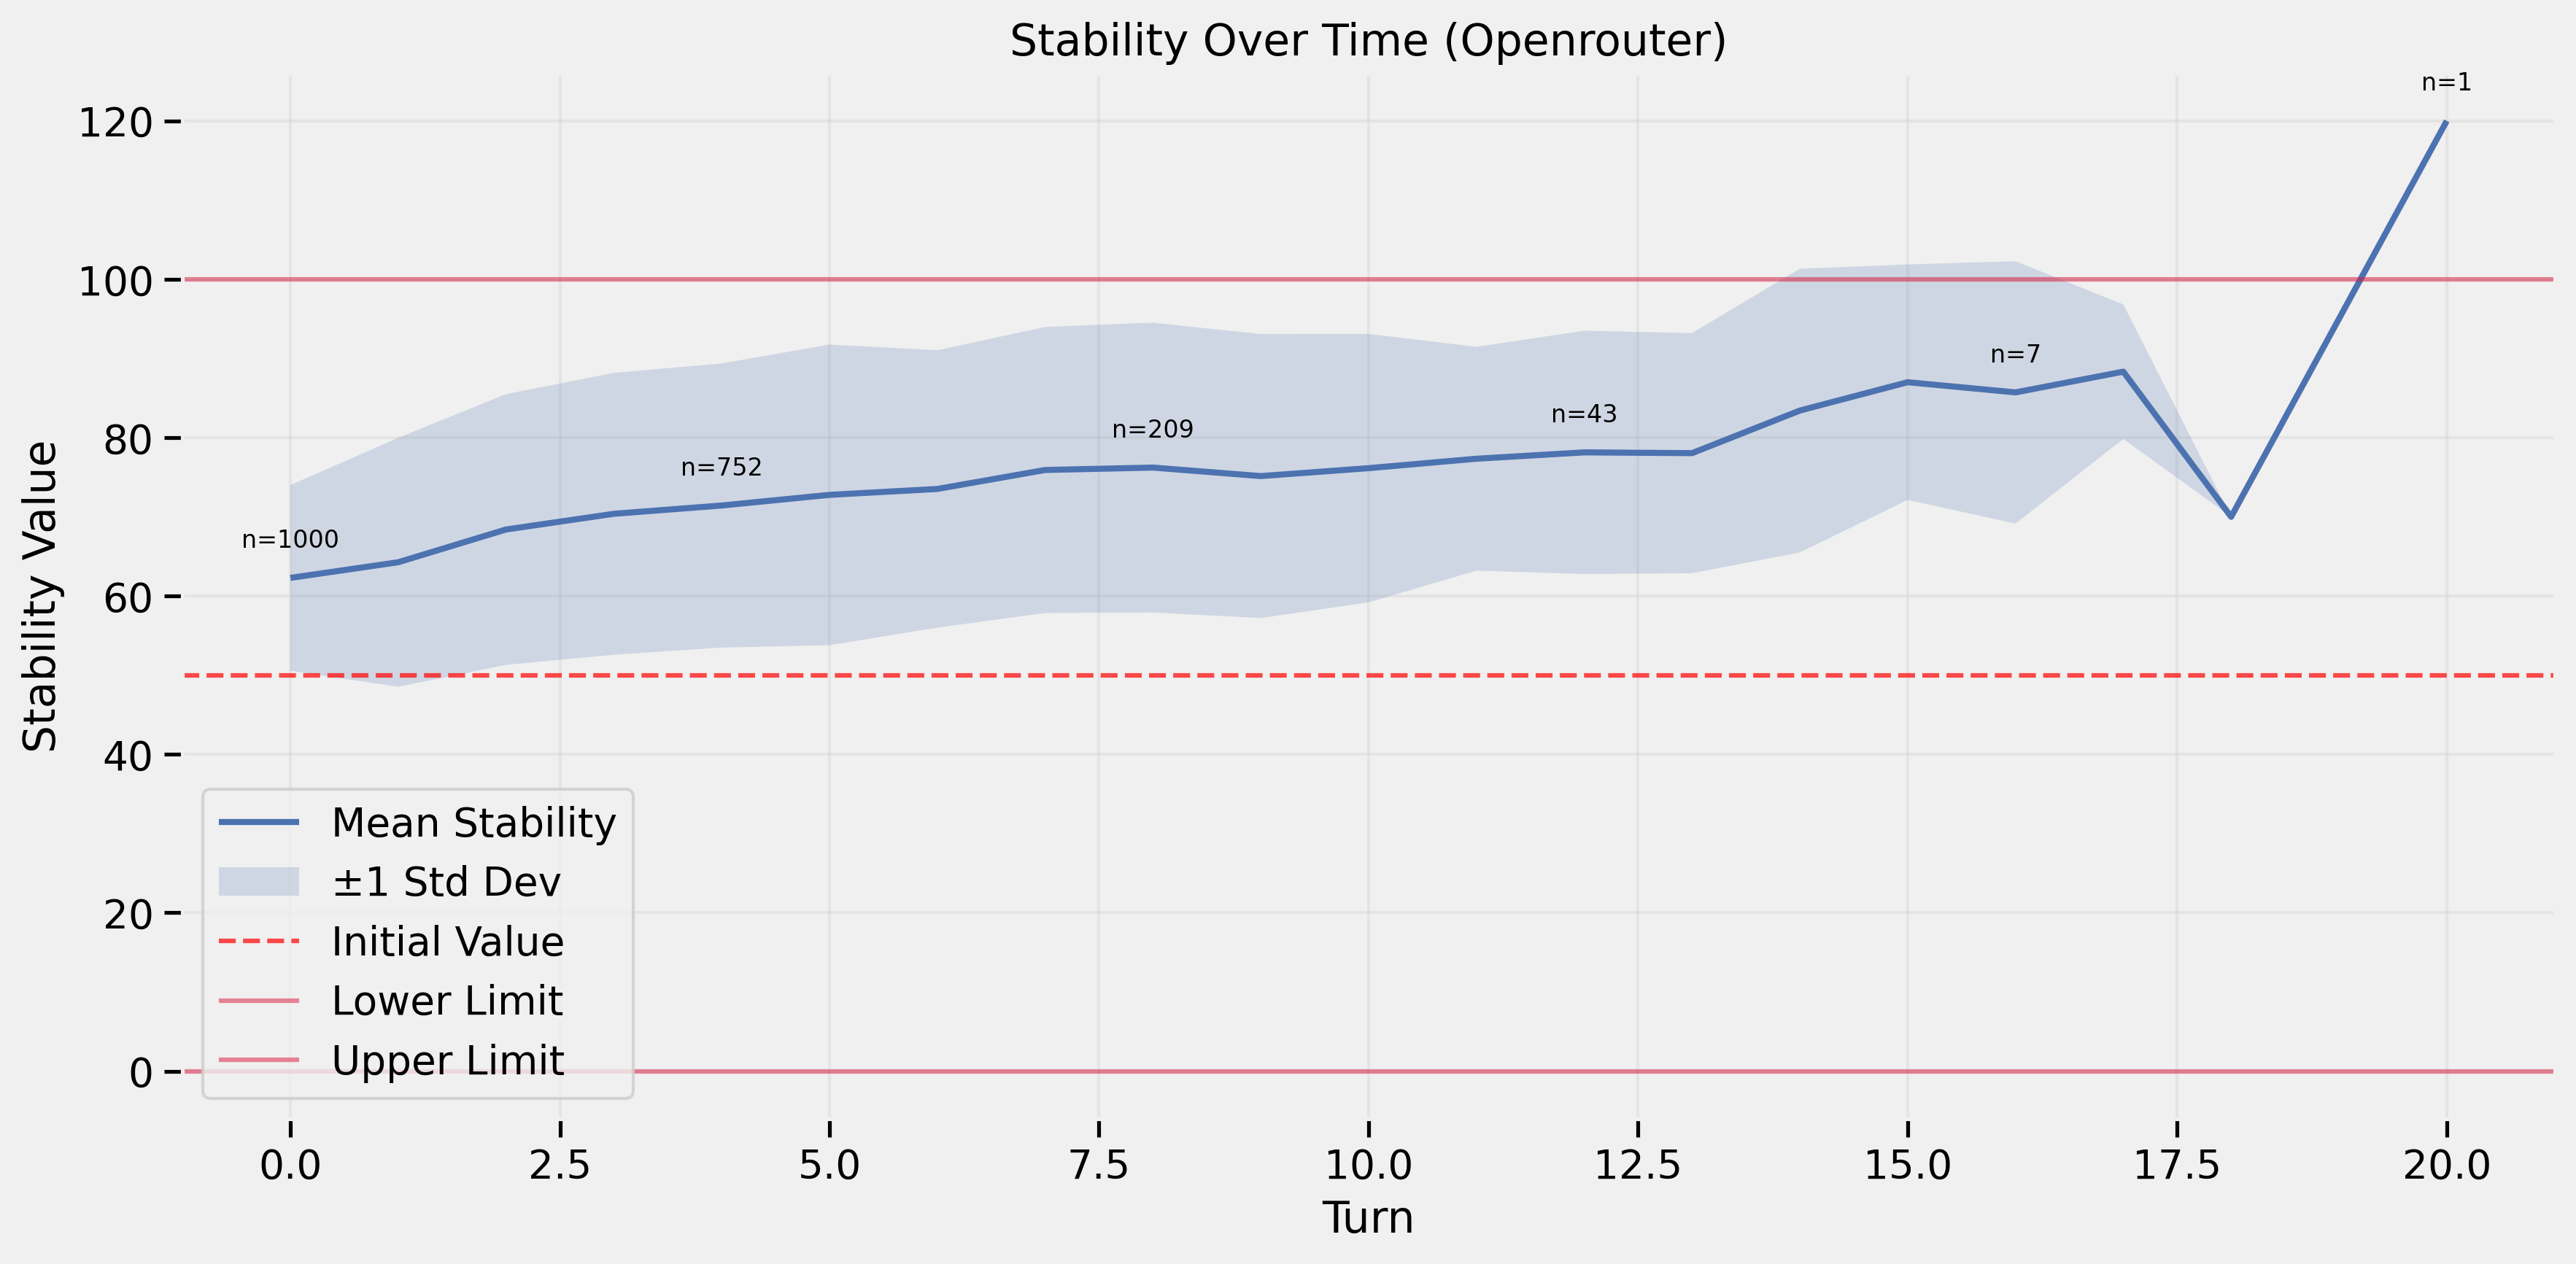 Stability Over Time (Openrouter)
n=1
120
100
n=7
n=43
80
n=209
n=752
n=1000
60
40
20
0
Stability Value
Mean Stability
±1 Std Dev
Initial Value
Lower Limit
Upper Limit
0.0 2.5 5.0 7.5 10.0 12.5 15.0 17.5 20.0
Turn